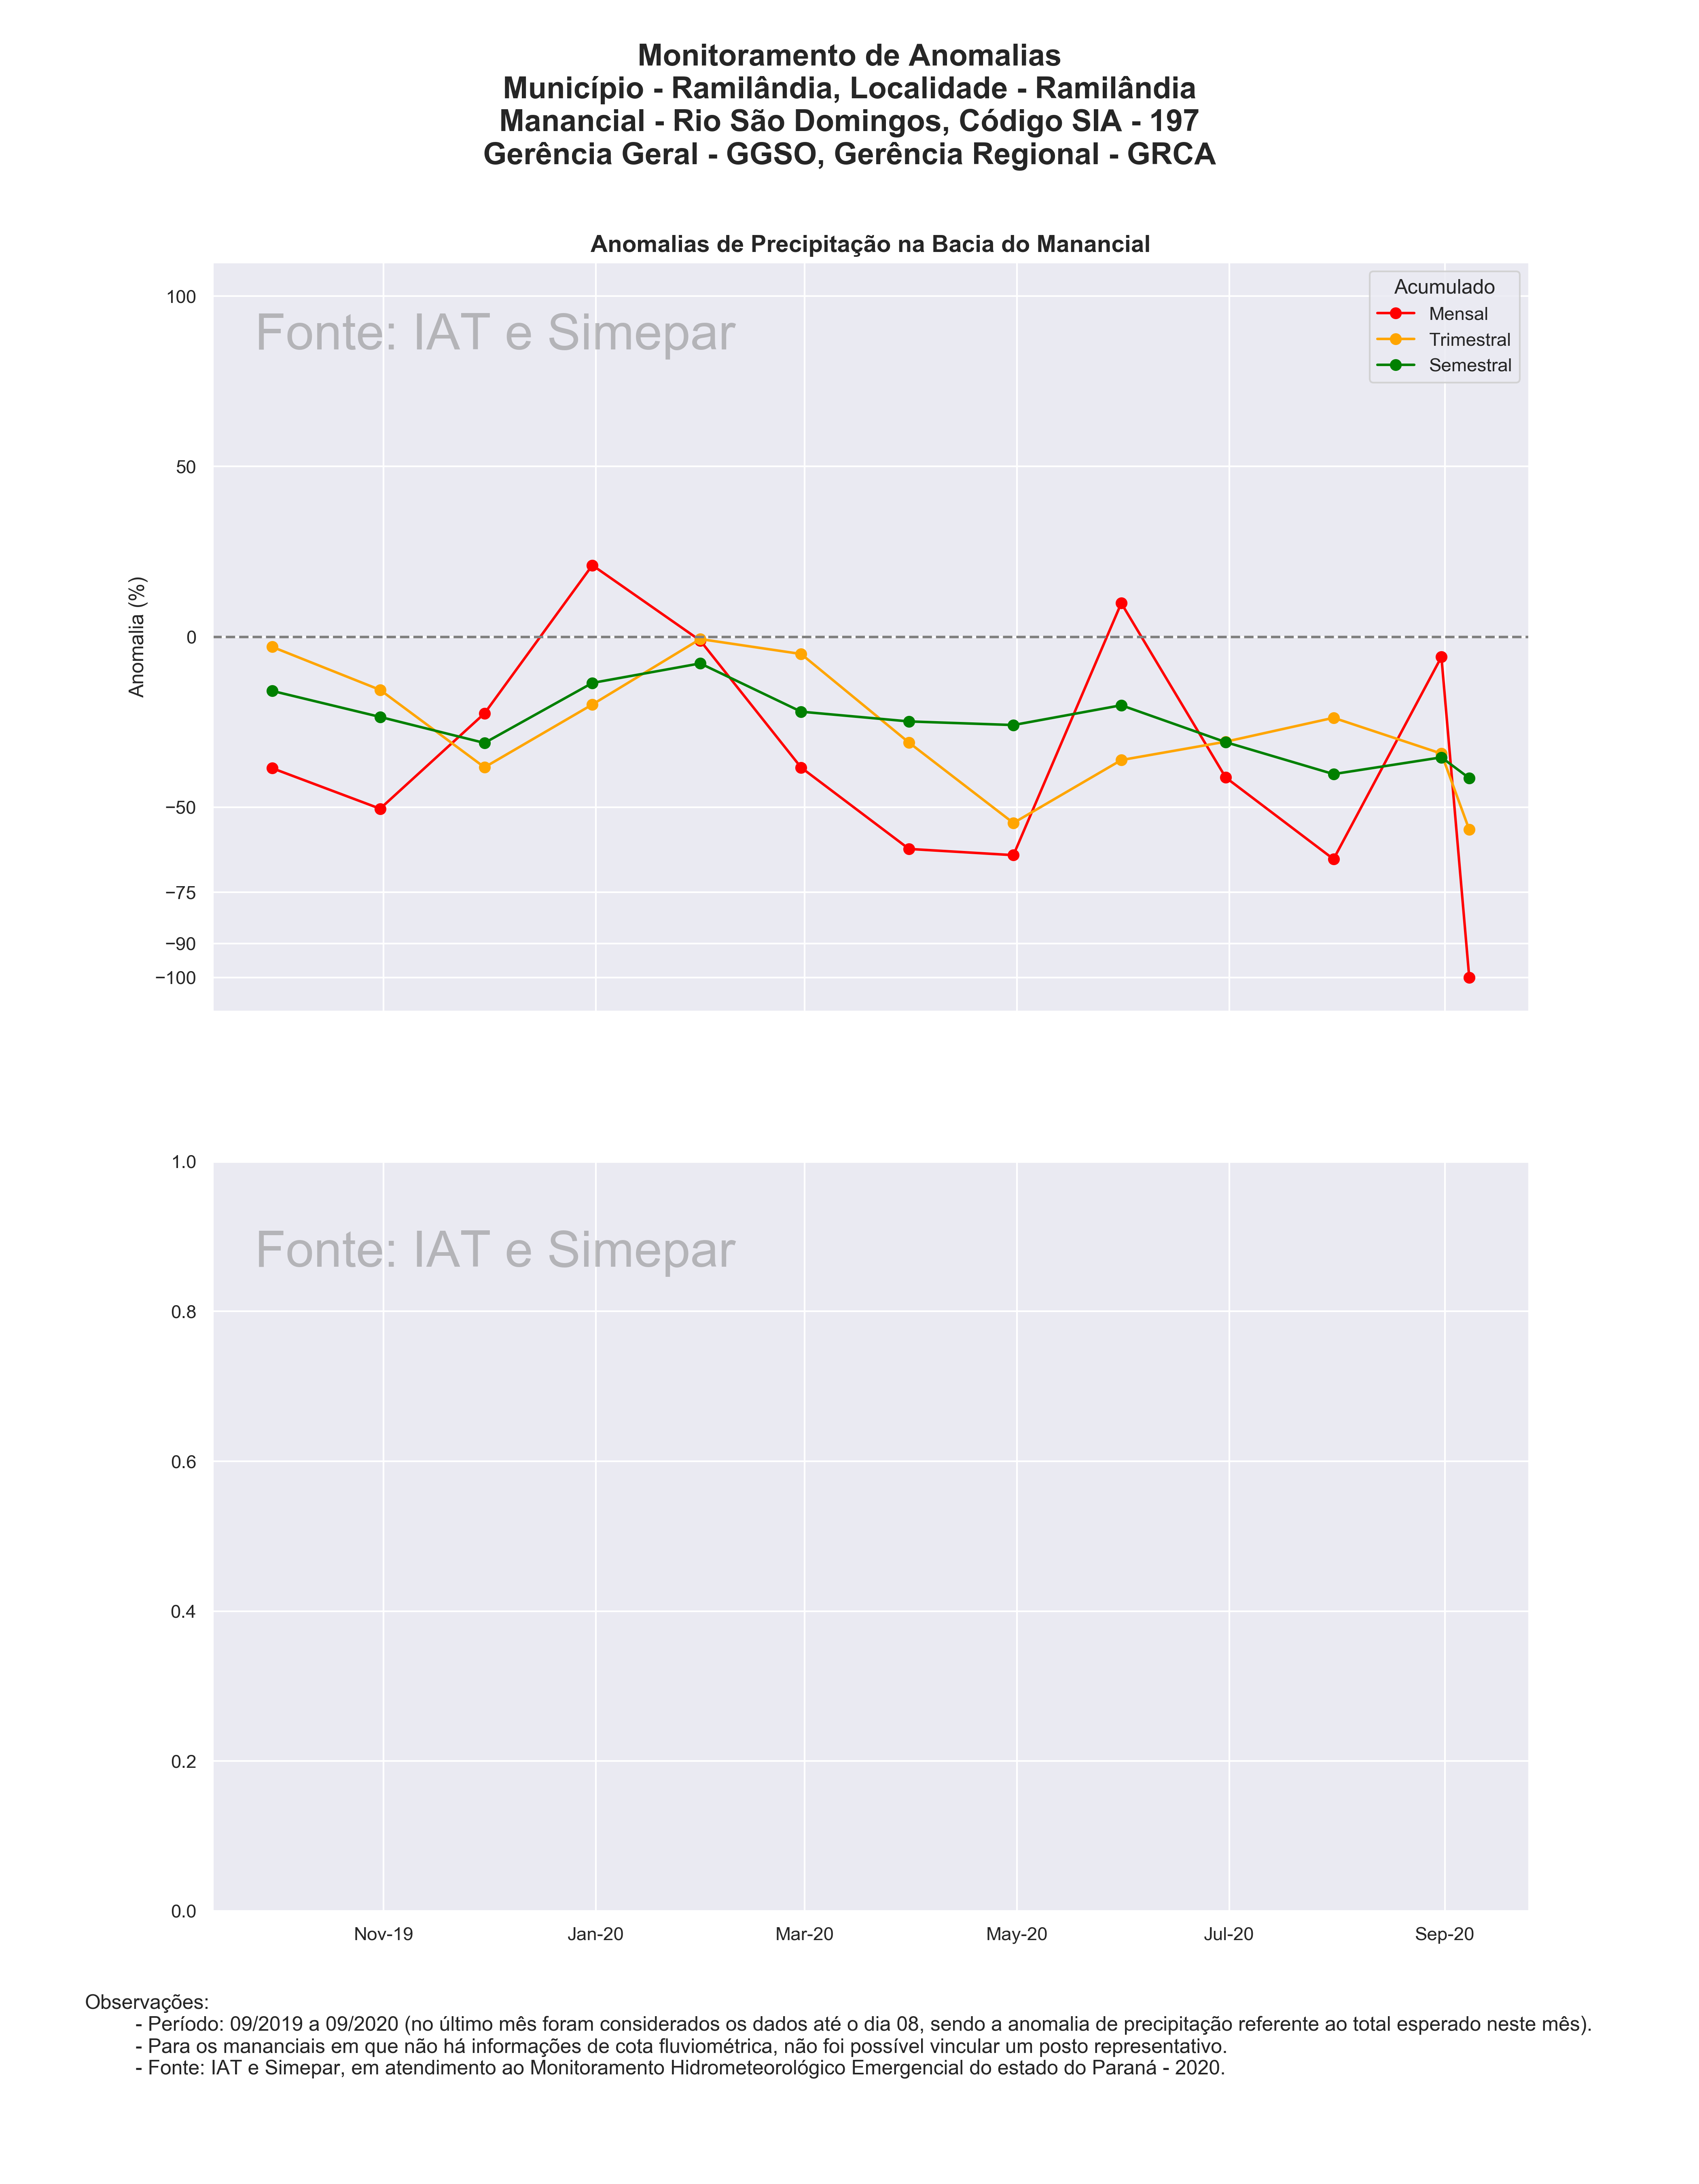 Monitoramento de Anomalias
Município - Ramilândia, Localidade - Ramilândia
Manancial - Rio São Domingos, Código SIA - 197
Gerência Geral - GGSO, Gerência Regional - GRCA
Anomalias de Precipitação na Bacia do Manancial
Fonte: IAT e Simepar
Acumulado
Mensal
Trimestral
Semestral
Anomalia (%)
100
50
0
−50
−75
−90
−100
Fonte: IAT e Simepar
1.0
0.8
0.6
0.4
0.2
0.0
Nov-19 Jan-20 Mar-20 May-20 Jul-20 Sep-20
Observações:
- Período: 09/2019 a 09/2020 (no último mês foram considerados os dados até o dia 08, sendo a anomalia de precipitação referente ao total esperado neste mês).
- Para os mananciais em que não há informações de cota fluviométrica, não foi possível vincular um posto representativo.
- Fonte: IAT e Simepar, em atendimento ao Monitoramento Hidrometeorológico Emergencial do estado do Paraná - 2020.